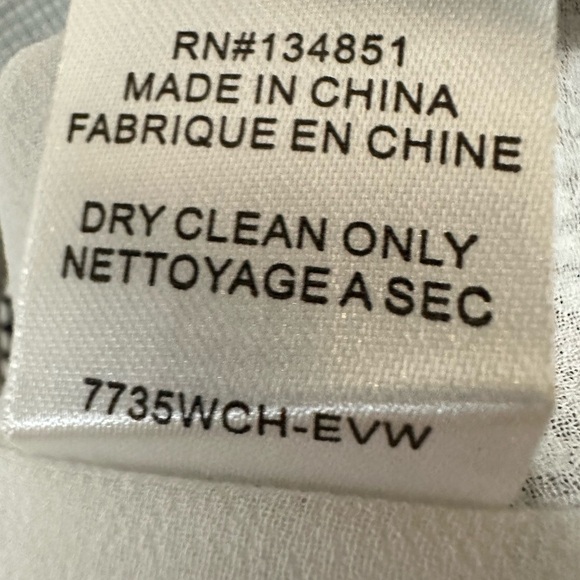 RN#134851
MADE IN CHINA
FABRIQUE EN CHINE
DRY CLEAN ONLY
NETTOYAGE A SEC
7735WCH-EVW